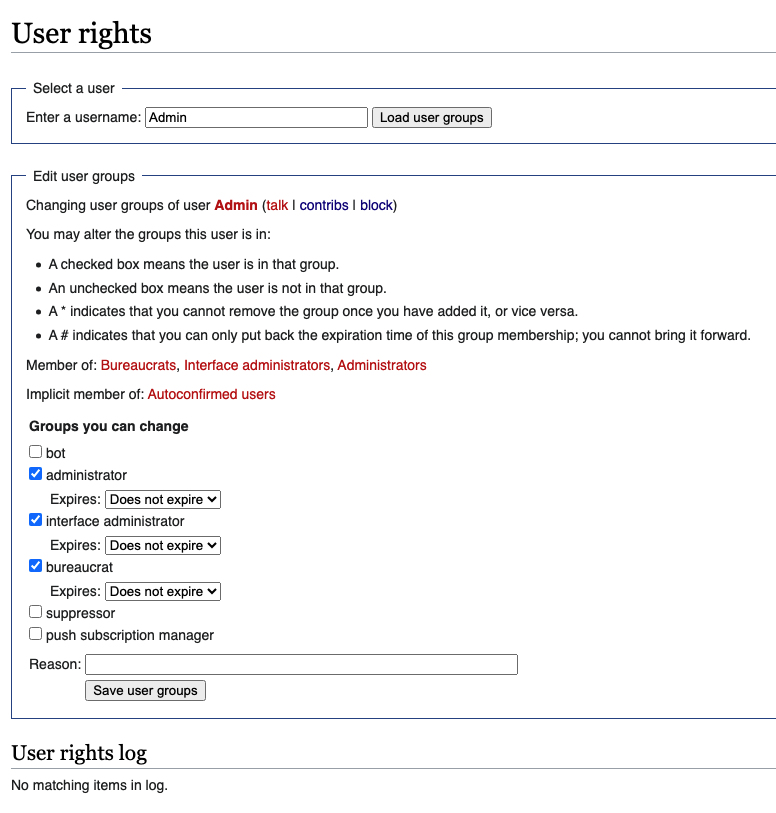 User rights
Select a user
Enter a username: Admin Load user groups
Edit user groups
Changing user groups of user Admin (talk | contribs | block)
You may alter the groups this user is in:
• A checked box means the user is in that group.
• An unchecked box means the user is not in that group.
• A * indicates that you cannot remove the group once you have added it, or vice versa.
• A # indicates that you can only put back the expiration time of this group membership; you cannot bring it forward.
Member of: Bureaucrats, Interface administrators, Administrators
Implicit member of: Autoconfirmed users
Groups you can change
bot
administrator
Expires: Does not expire
interface administrator
Expires: Does not expire
bureaucrat
Expires: Does not expire
suppressor
push subscription manager
Reason:
Save user groups
User rights log
No matching items in log.